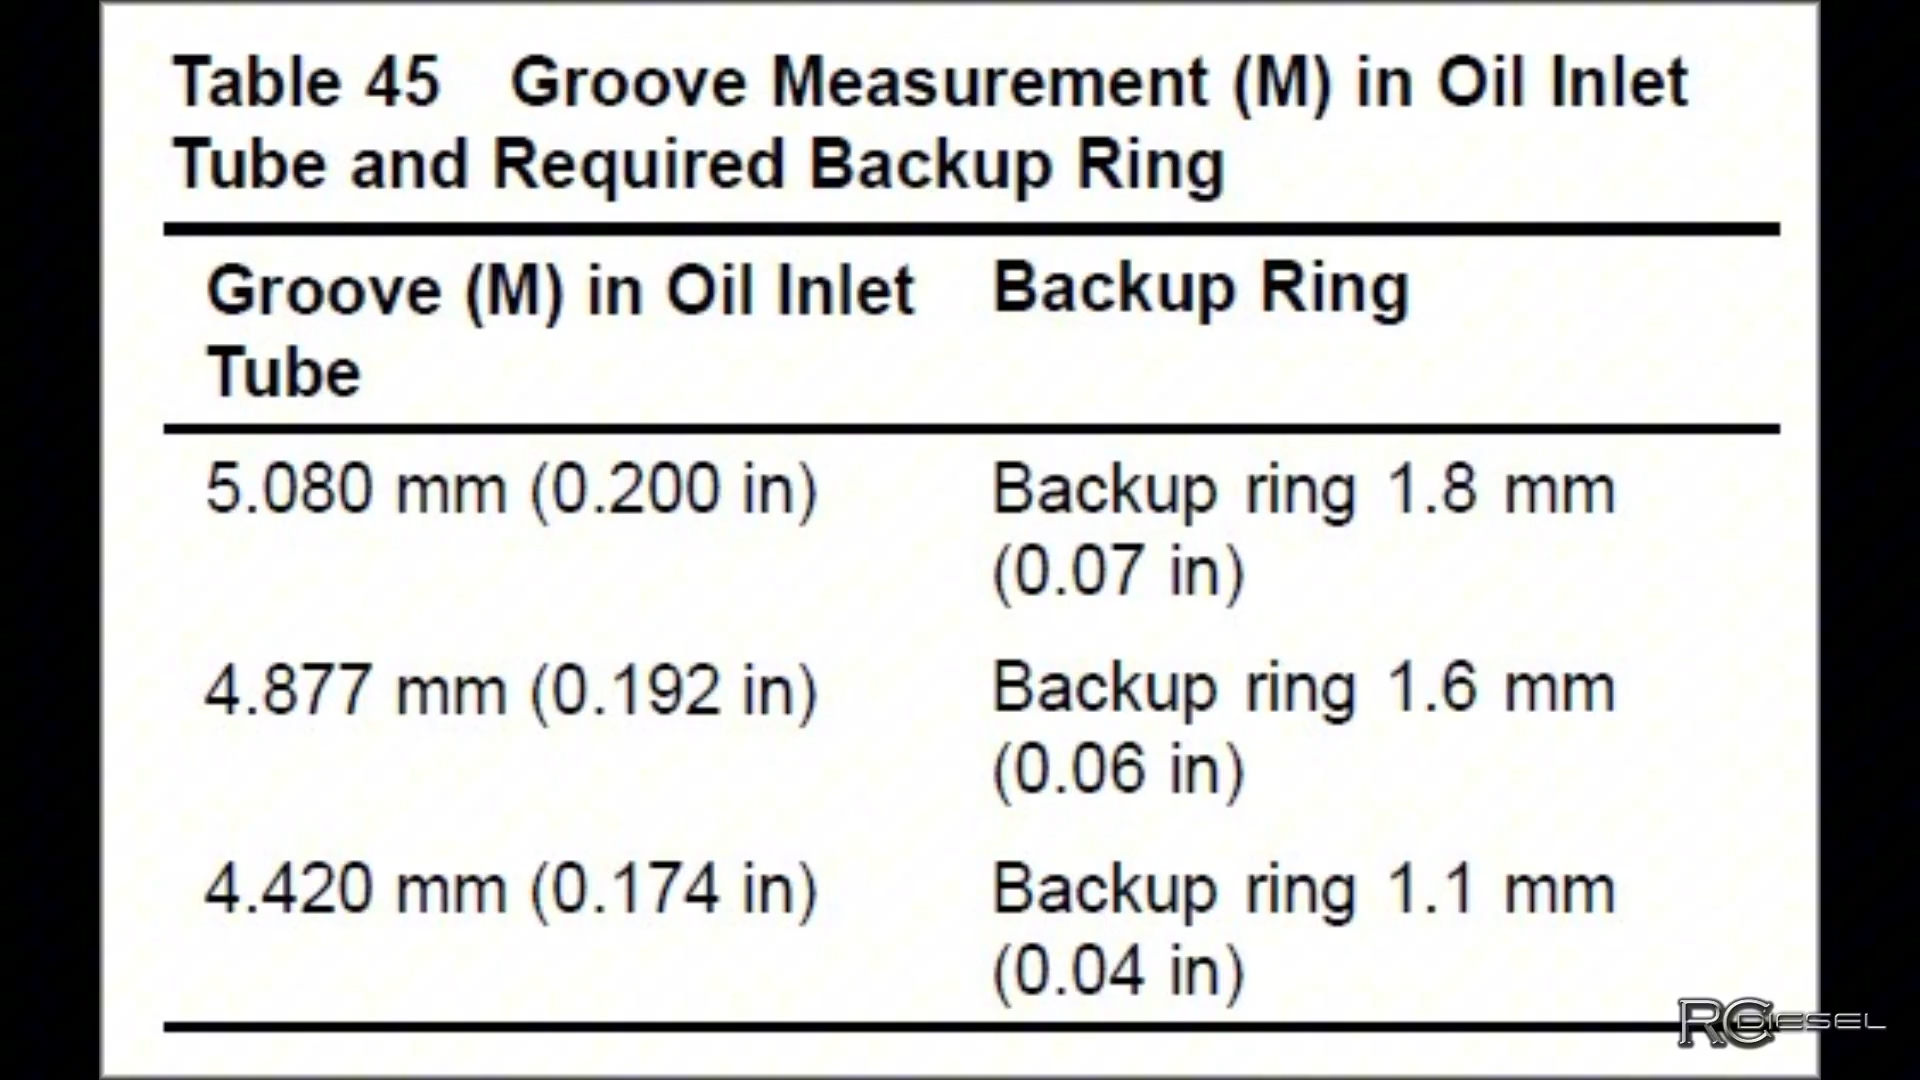 Table 45 Groove Measurement (M) in Oil Inlet
Tube and Required Backup Ring
Groove (M) in Oil Inlet Tube
Backup Ring
5.080 mm (0.200 in)
Backup ring 1.8 mm
(0.07 in)
4.877 mm (0.192 in)
Backup ring 1.6 mm
(0.06 in)
4.420 mm (0.174 in)
Backup ring 1.1 mm
(0.04 in)
RC DIESEL